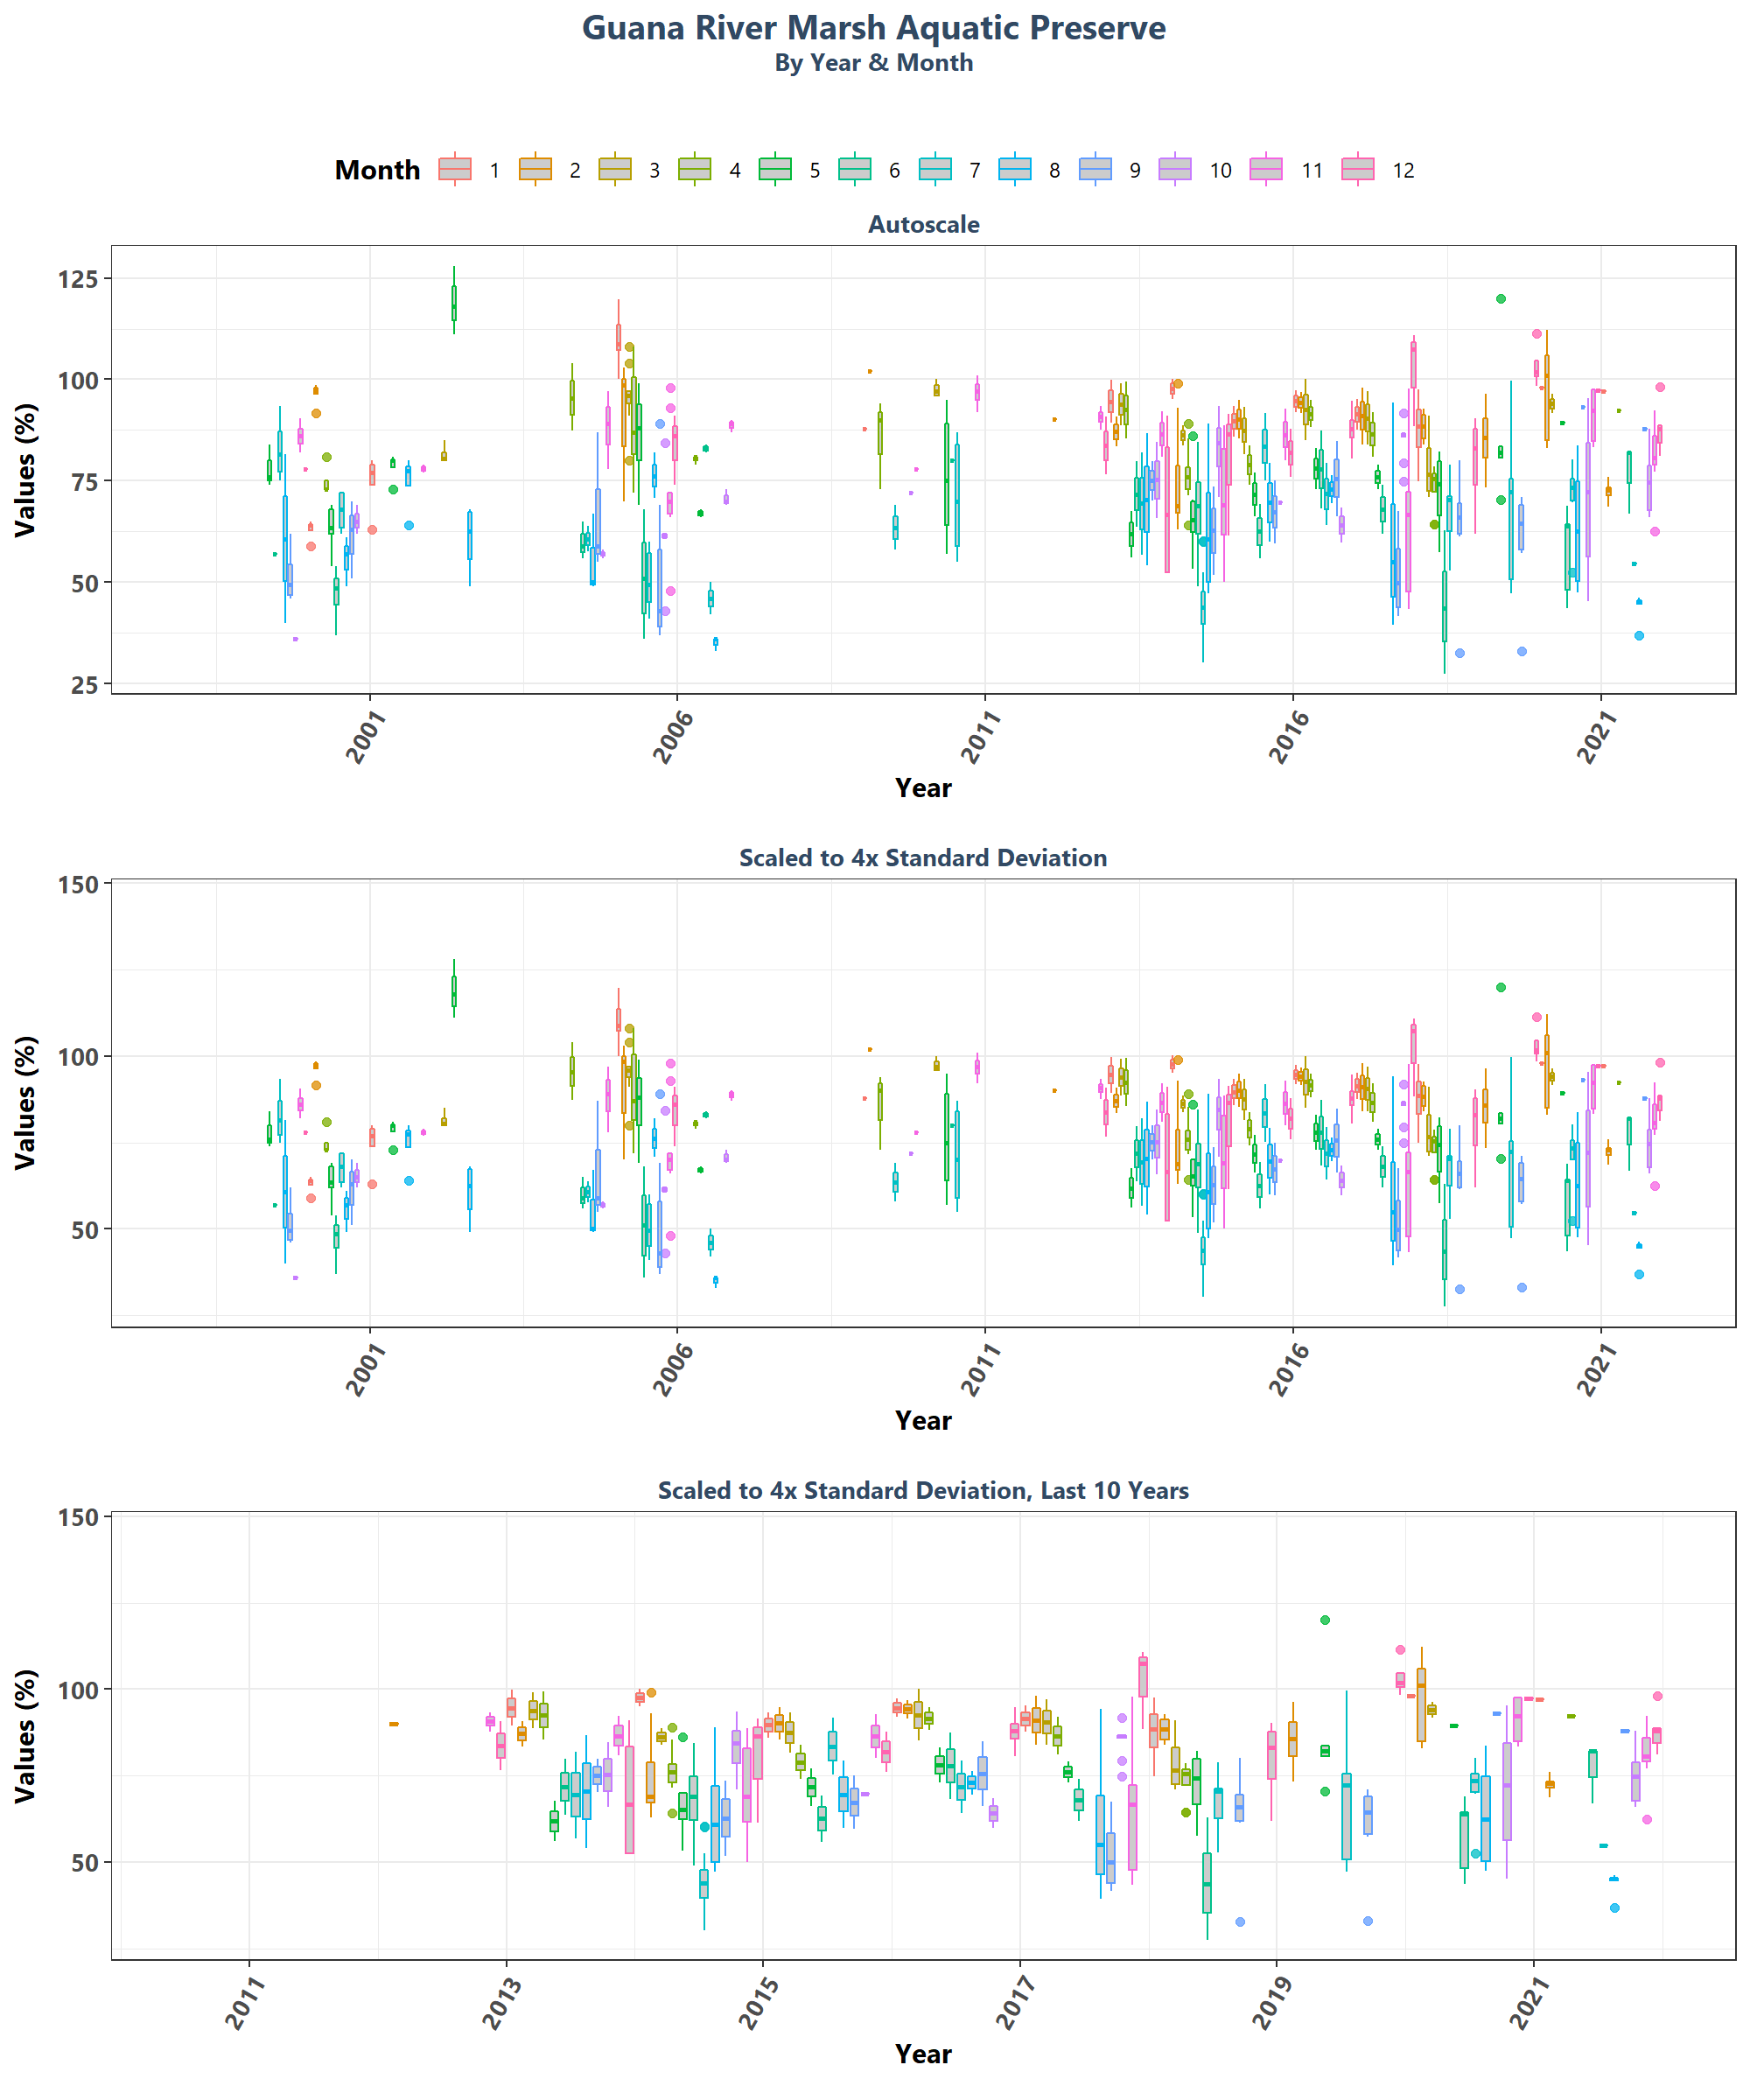 Guana River Marsh Aquatic Preserve
By Year & Month
Month 1 2 3 4 5 6 7 8 9 10 11 12
Autoscale
125
100
75
50
25
Values (%)
2001 2006 2011 2016 2021
Year
Scaled to 4x Standard Deviation
150
100
50
Values (%)
2001 2006 2011 2016 2021
Year
Scaled to 4x Standard Deviation, Last 10 Years
150
100
50
Values (%)
2011 2013 2015 2017 2019 2021
Year